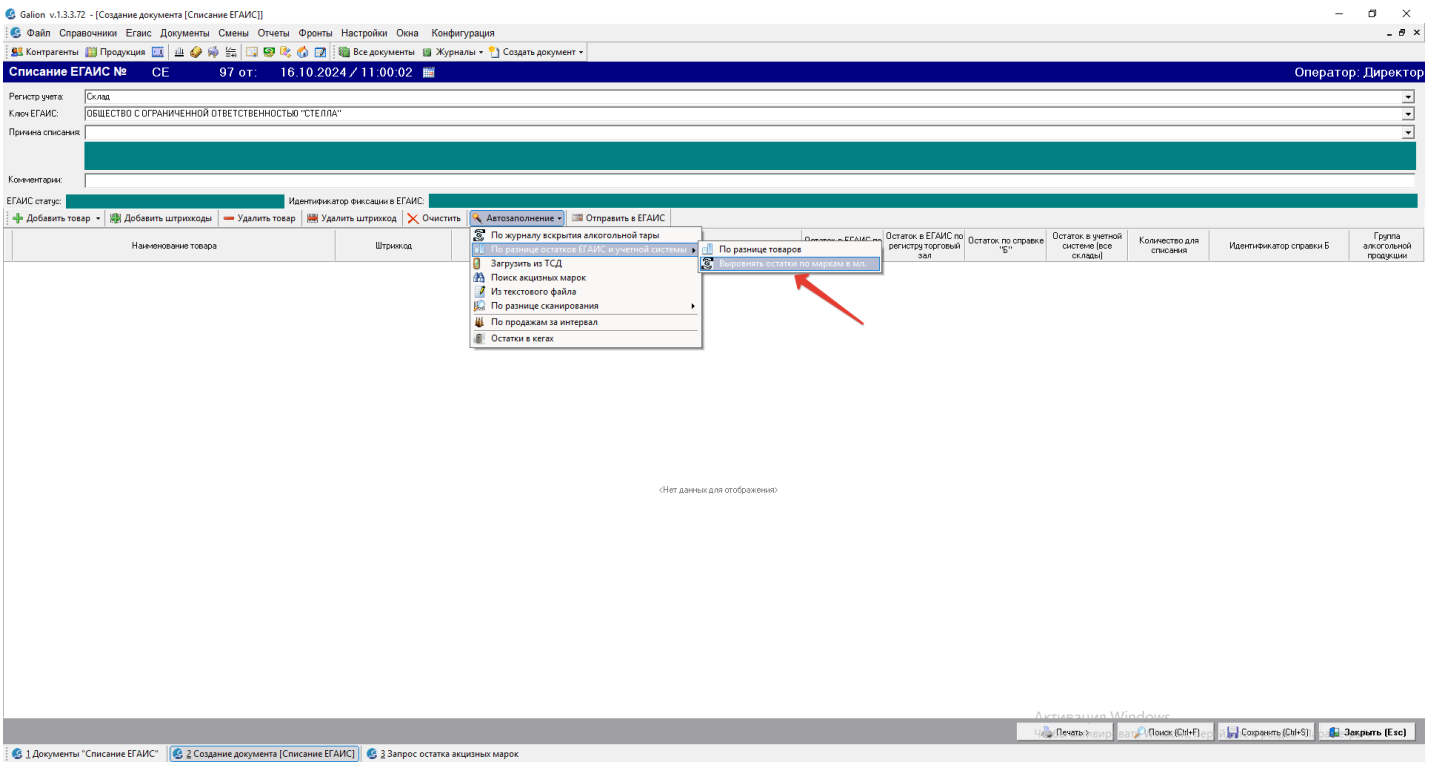 Galion v.1.3.3.72 - [Создание документа [Списание ЕГАИС]]
Файл Справочники Егаис Документы Смены Отчеты Фронты Настройки Окна Конфигурация
Контрагенты Продукция Все документы Журналы Создать документ
Списание ЕГАИС № СЕ 97 от: 16.10.2024 / 11:00:02 Оператор: Директор
Регистр учета: Склад
Ключ ЕГАИС: ОБЩЕСТВО С ОГРАНИЧЕННОЙ ОТВЕТСТВЕННОСТЬЮ "СТЕЛЛА"
Причина списания:
Комментарии:
ЕГАИС статус: Идентификатор фиксации в ЕГАИС:
Добавить товар Добавить штрихкоды Удалить товар Удалить штрихкод Очистить Автозаполнение Отправить в ЕГАИС
Наименование товара
Штрихкод
Остаток в ЕГАИС по
регистру торговый
зал
Остаток по справке
"Б"
Остаток в учетной
системе (все
склады)
Количество для
списания
Идентификатор справки Б
Группа
алкогольной
продукции
По журналу вскрытия алкогольной тары
По разнице остатков ЕГАИС и учетной системы
Загрузить из ТСД
Поиск акцизных марок
Из текстового файла
По разнице сканирования
По продажам за интервал
Остатки в кегах
По разнице товаров
Выровнять остатки по маркам в мл.
<Нет данных для отображения>
Активация Windows
Печать > Поиск (Ctrl+F) Сохранить (Ctrl+S) Закрыть (Esc)
1 Документы "Списание ЕГАИС" 2 Создание документа [Списание ЕГАИС] 3 Запрос остатка акцизных марок